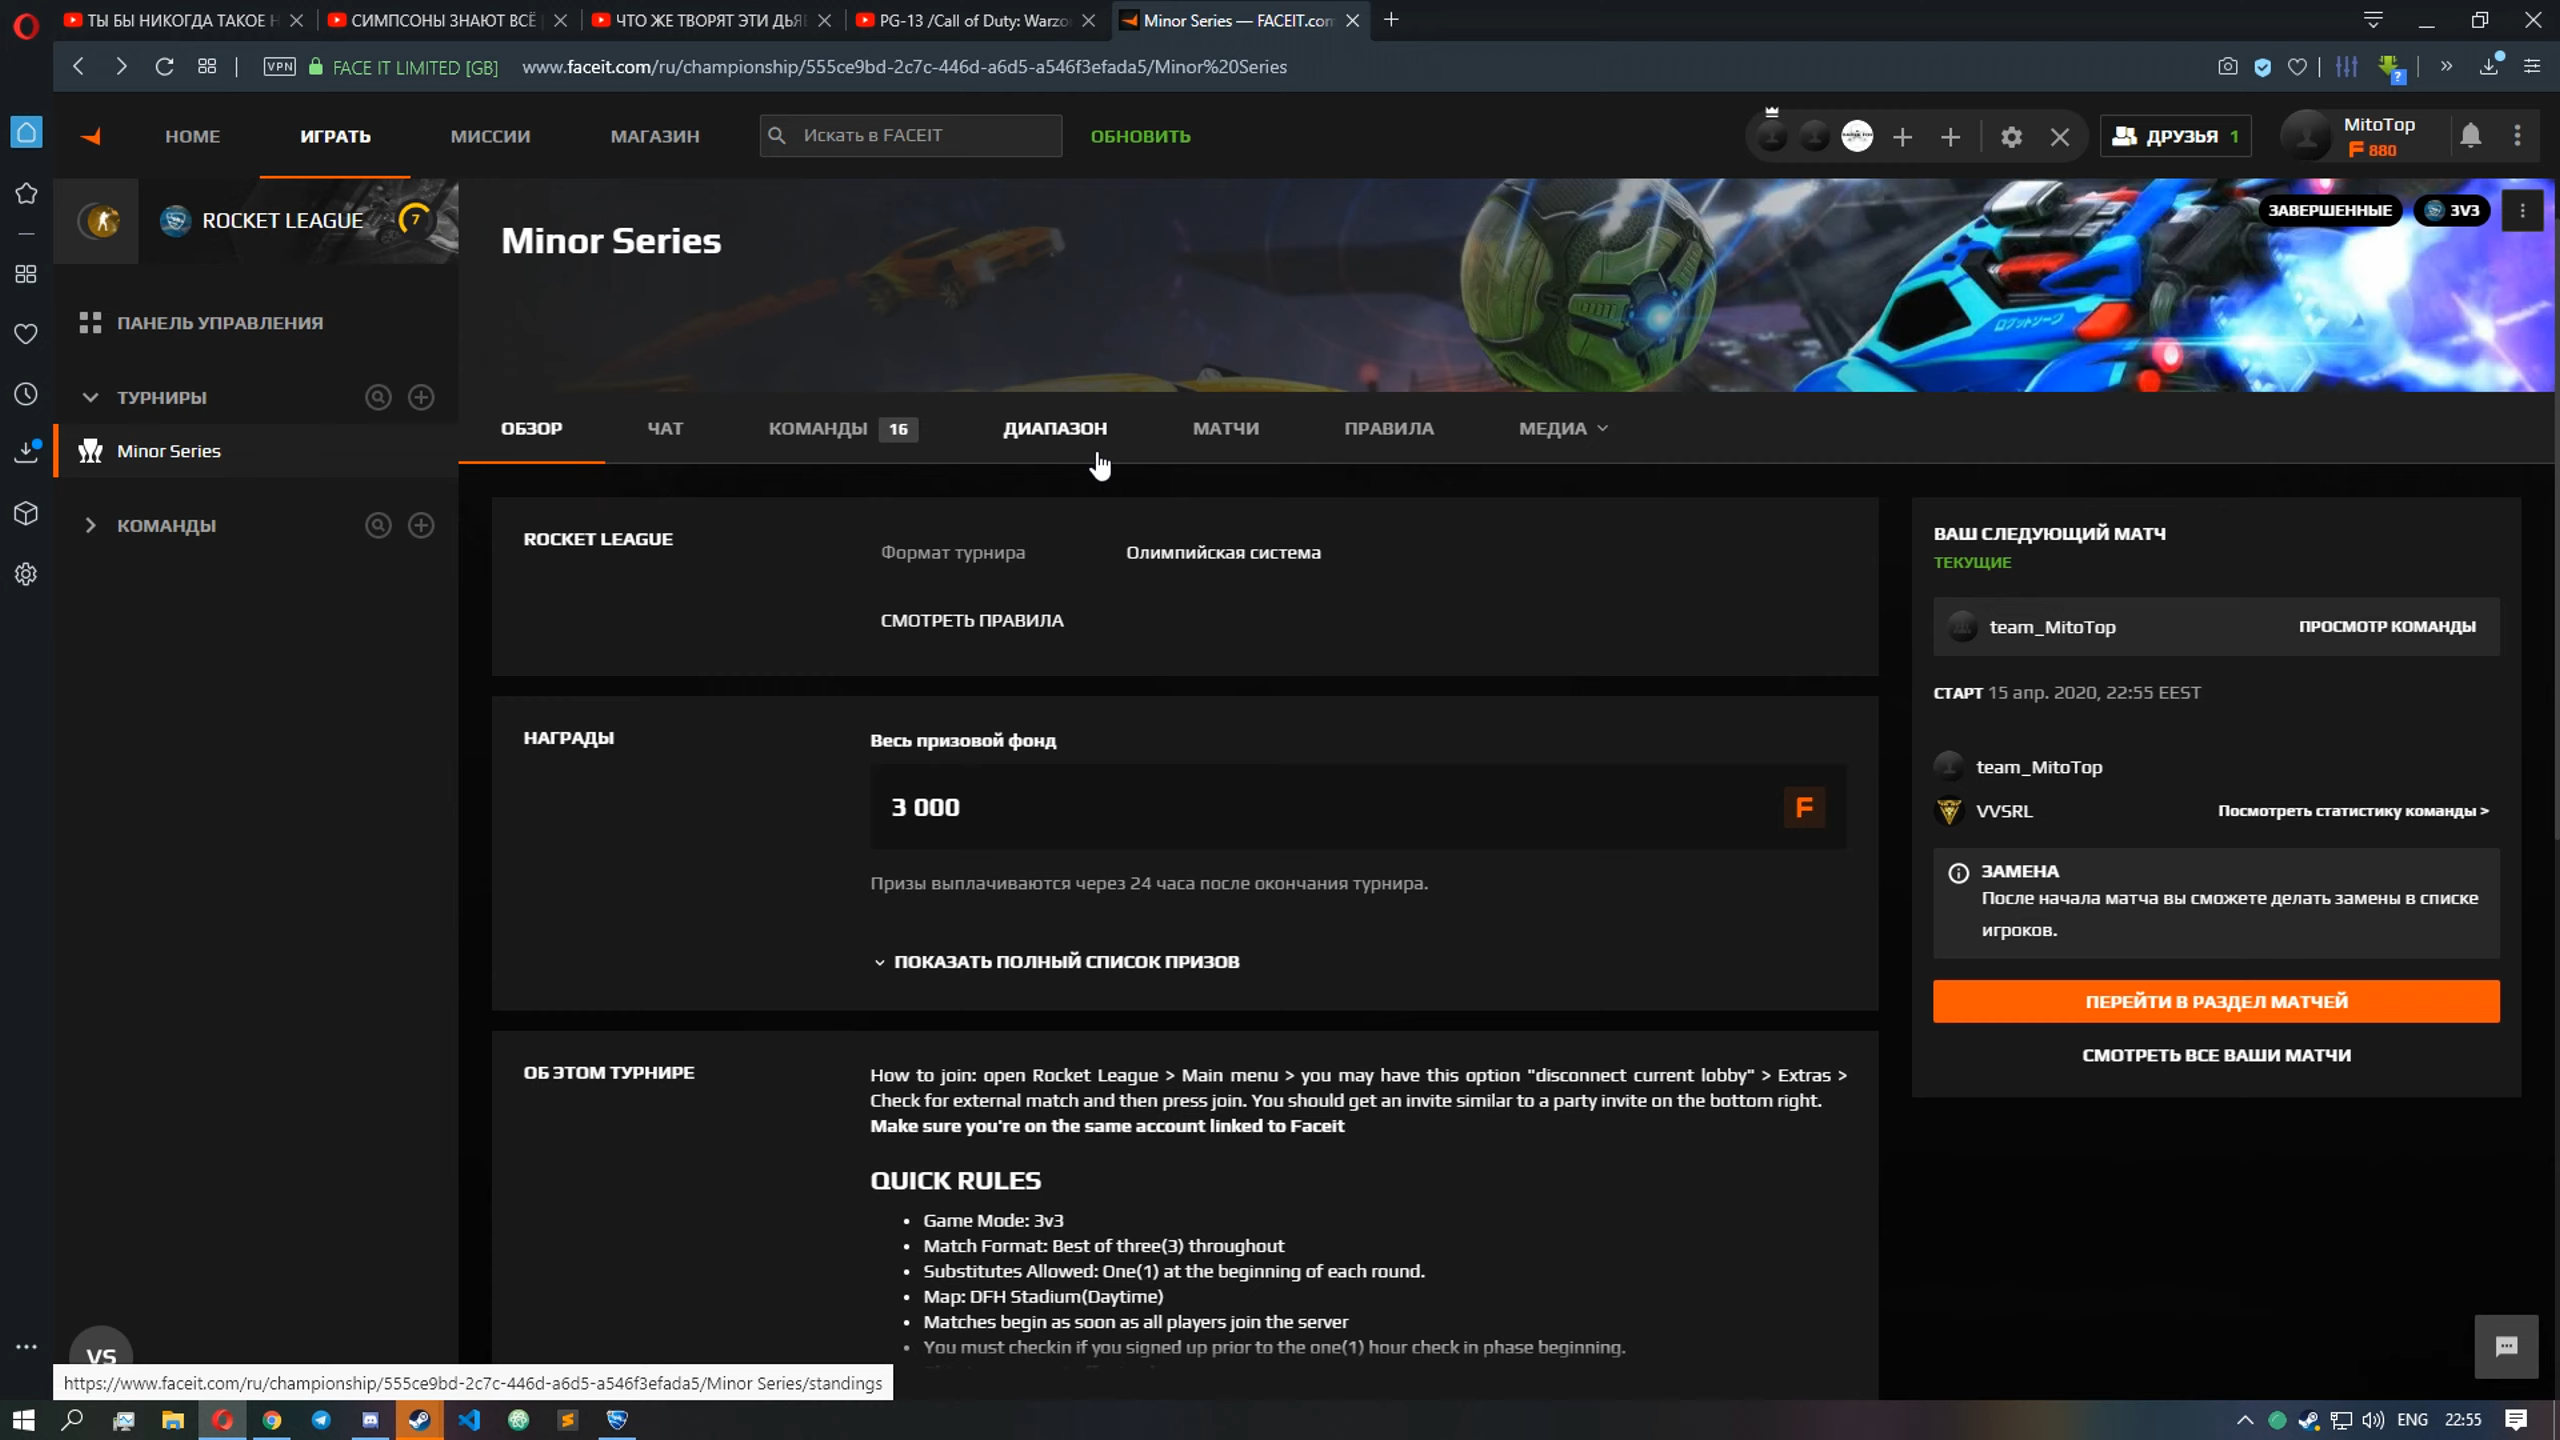 ТЫ БЫ НИКОГДА ТАКОЕ Н
СИМПСОНЫ ЗНАЮТ ВСЁ
ЧТО ЖЕ ТВОРЯТ ЭТИ ДЬЯВ
PG-13 /Call of Duty: Warzo
Minor Series — FACEIT.com
VPN
FACE IT LIMITED [GB]
www.faceit.com/ru/championship/555ce9bd-2c7c-446d-a6d5-a546f3efada5/Minor%20Series
HOME
ИГРАТЬ
МИССИИ
МАГАЗИН
Искать в FACEIT
ОБНОВИТЬ
ДРУЗЬЯ 1
MitoTop
F 880
ROCKET LEAGUE
7
Minor Series
ЗАВЕРШЕННЫЕ
3V3
ПАНЕЛЬ УПРАВЛЕНИЯ
ТУРНИРЫ
Minor Series
КОМАНДЫ
ОБЗОР
ЧАТ
КОМАНДЫ 16
ДИАПАЗОН
МАТЧИ
ПРАВИЛА
МЕДИА
ROCKET LEAGUE
Формат турнира
Олимпийская система
СМОТРЕТЬ ПРАВИЛА
НАГРАДЫ
Весь призовой фонд
3 000
F
Призы выплачиваются через 24 часа после окончания турнира.
ПОКАЗАТЬ ПОЛНЫЙ СПИСОК ПРИЗОВ
ОБ ЭТОМ ТУРНИРЕ
How to join: open Rocket League > Main menu > you may have this option "disconnect current lobby" > Extras >
Check for external match and then press join. You should get an invite similar to a party invite on the bottom right.
Make sure you're on the same account linked to Faceit
QUICK RULES
• Game Mode: 3v3
• Match Format: Best of three(3) throughout
• Substitutes Allowed: One(1) at the beginning of each round.
• Map: DFH Stadium(Daytime)
• Matches begin as soon as all players join the server
• You must checkin if you signed up prior to the one(1) hour check in phase beginning.
ВАШ СЛЕДУЮЩИЙ МАТЧ
ТЕКУЩИЕ
team_MitoTop
ПРОСМОТР КОМАНДЫ
СТАРТ 15 апр. 2020, 22:55 EEST
team_MitoTop
VVSRL
Посмотреть статистику команды >
ЗАМЕНА
После начала матча вы сможете делать замены в списке
игроков.
ПЕРЕЙТИ В РАЗДЕЛ МАТЧЕЙ
СМОТРЕТЬ ВСЕ ВАШИ МАТЧИ
VS
https://www.faceit.com/ru/championship/555ce9bd-2c7c-446d-a6d5-a546f3efada5/Minor Series/standings
ENG
22:55